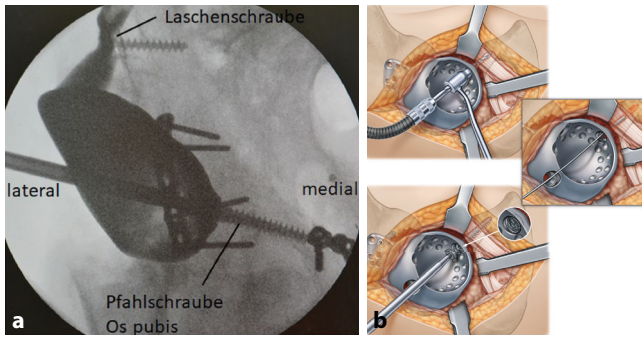 Laschenschraube
lateral
medial
Pfahlschraube
Os pubis
a
b